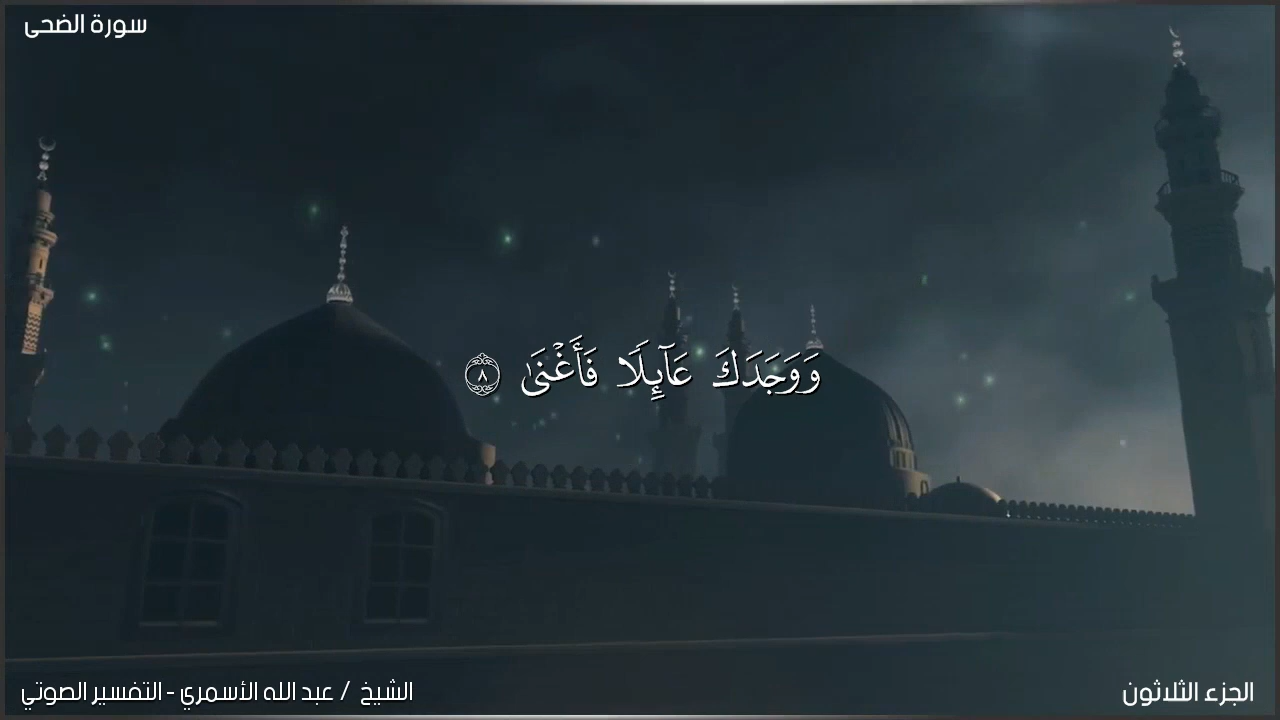 سورة الضحى
وَوَجَدَكَ عَآئِلًا فَأَغْنَىٰ ۝٨
الشيخ / عبد الله الأسمري - التفسير الصوتي
الجزء الثلاثون